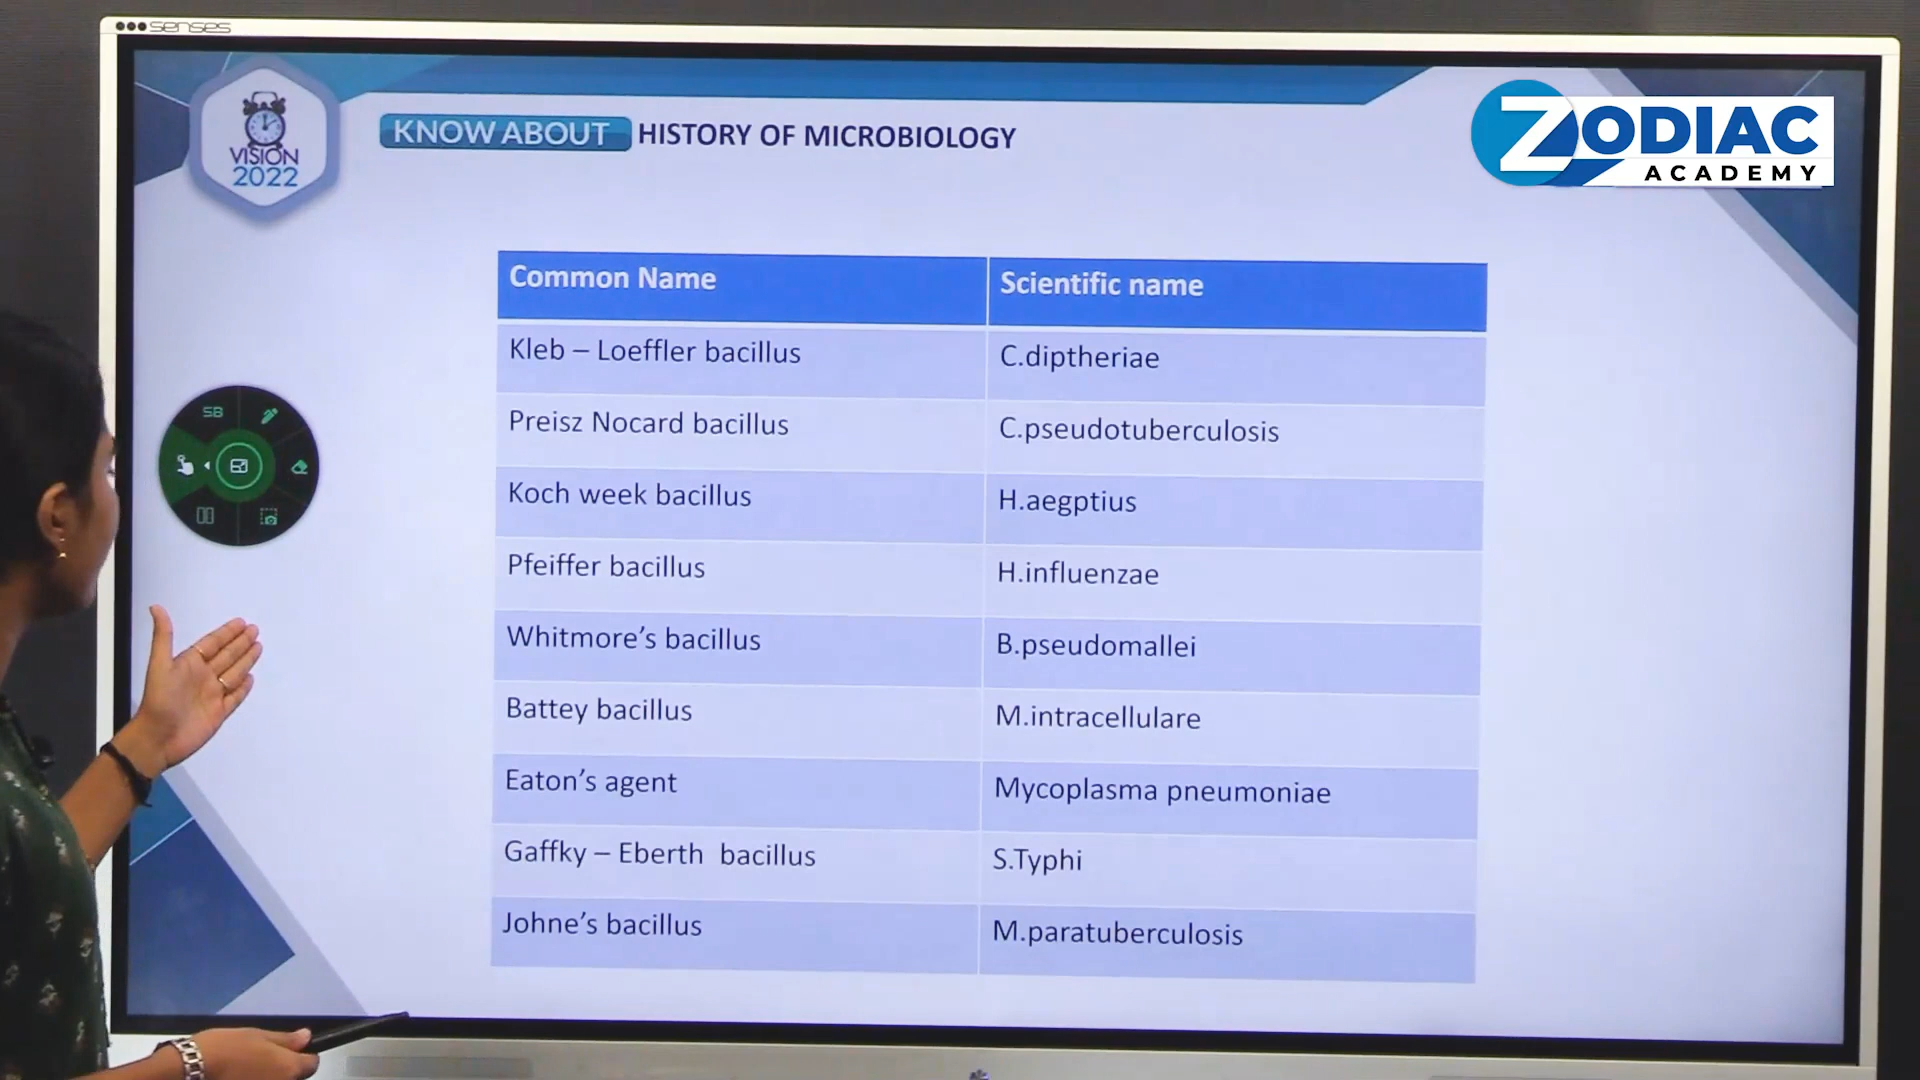 senses
VISION
2022
KNOW ABOUT HISTORY OF MICROBIOLOGY
ZODIAC
ACADEMY
Common Name Scientific name
Kleb – Loeffler bacillus C.diptheriae
Preisz Nocard bacillus C.pseudotuberculosis
Koch week bacillus H.aegptius
Pfeiffer bacillus H.influenzae
Whitmore’s bacillus B.pseudomallei
Battey bacillus M.intracellulare
Eaton’s agent Mycoplasma pneumoniae
Gaffky – Eberth bacillus S.Typhi
Johne’s bacillus M.paratuberculosis
SB